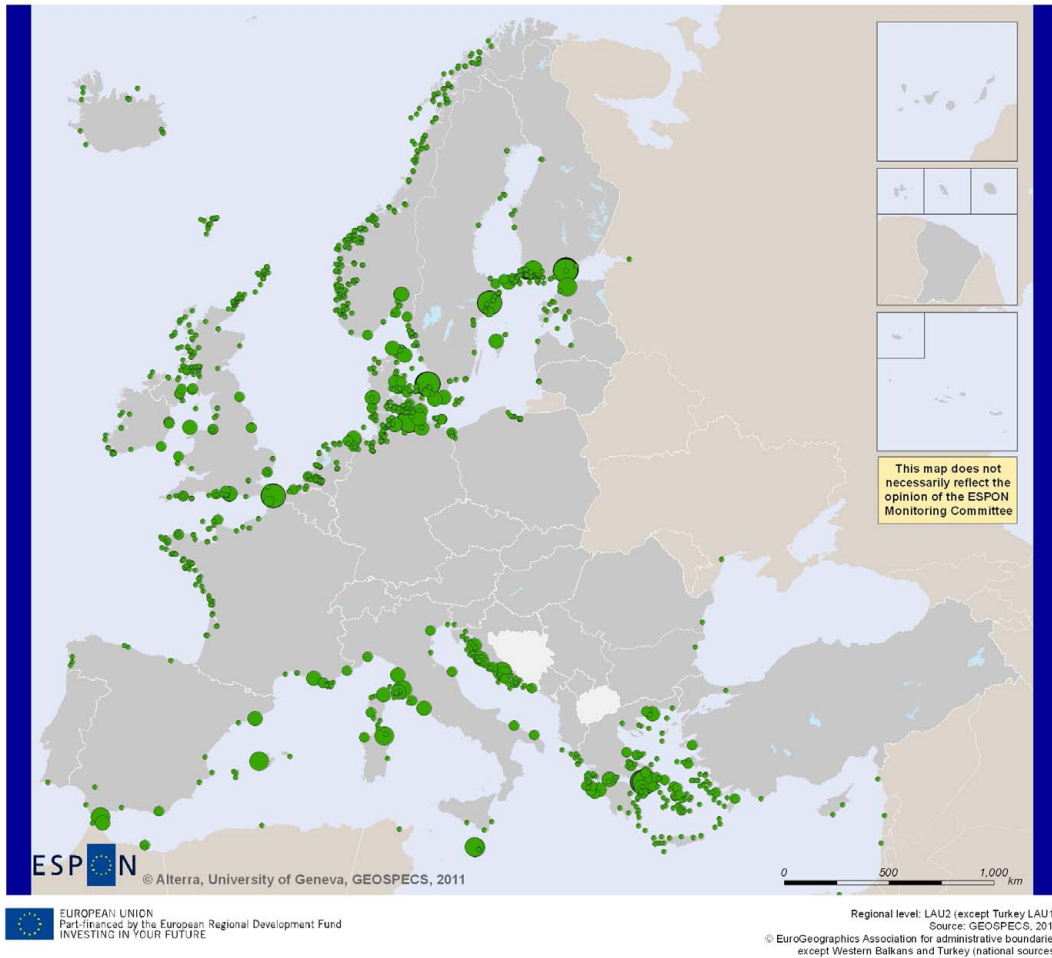 This map does not
necessarily reflect the
opinion of the ESPON
Monitoring Committee
ESPON
© Alterra, University of Geneva, GEOSPECS, 2011
0 500 1,000
km
EUROPEAN UNION
Part-financed by the European Regional Development Fund
INVESTING IN YOUR FUTURE
Regional level: LAU2 (except Turkey LAU1
Source: GEOSPECS, 201
© EuroGeographics Association for administrative boundarie
except Western Balkans and Turkey (national sources